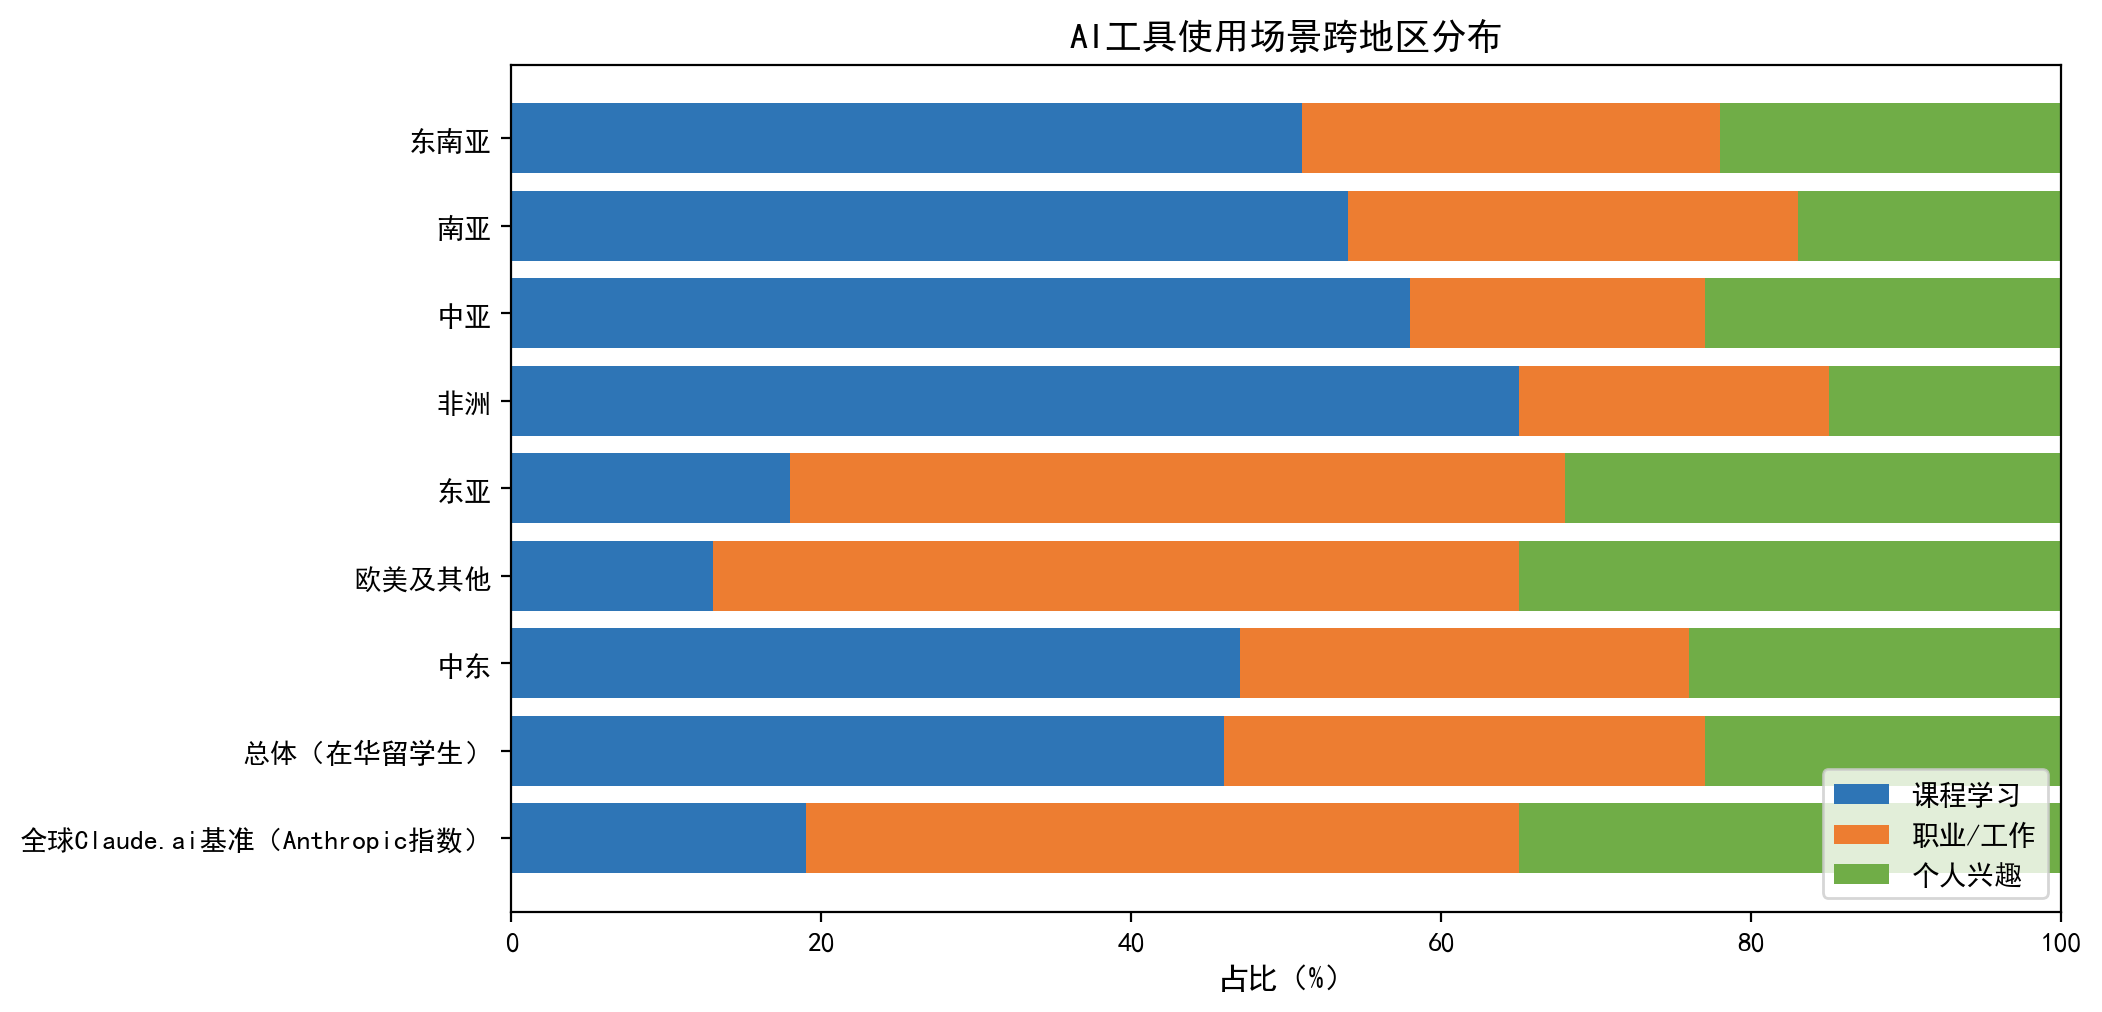 AI工具使用场景跨地区分布
东南亚
南亚
中亚
非洲
东亚
欧美及其他
中东
总体（在华留学生）
全球Claude.ai基准（Anthropic指数）
课程学习
职业/工作
个人兴趣
0 20 40 60 80 100
占比（%）